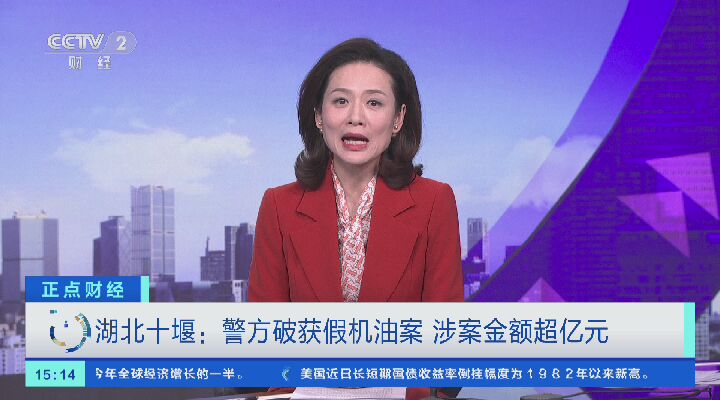 CCTV 2
财经
正点财经
湖北十堰：警方破获假机油案 涉案金额超亿元
15:14 今年全球经济增长的一半。 美国近日长短期国债收益率倒挂幅度为1982年以来新高。